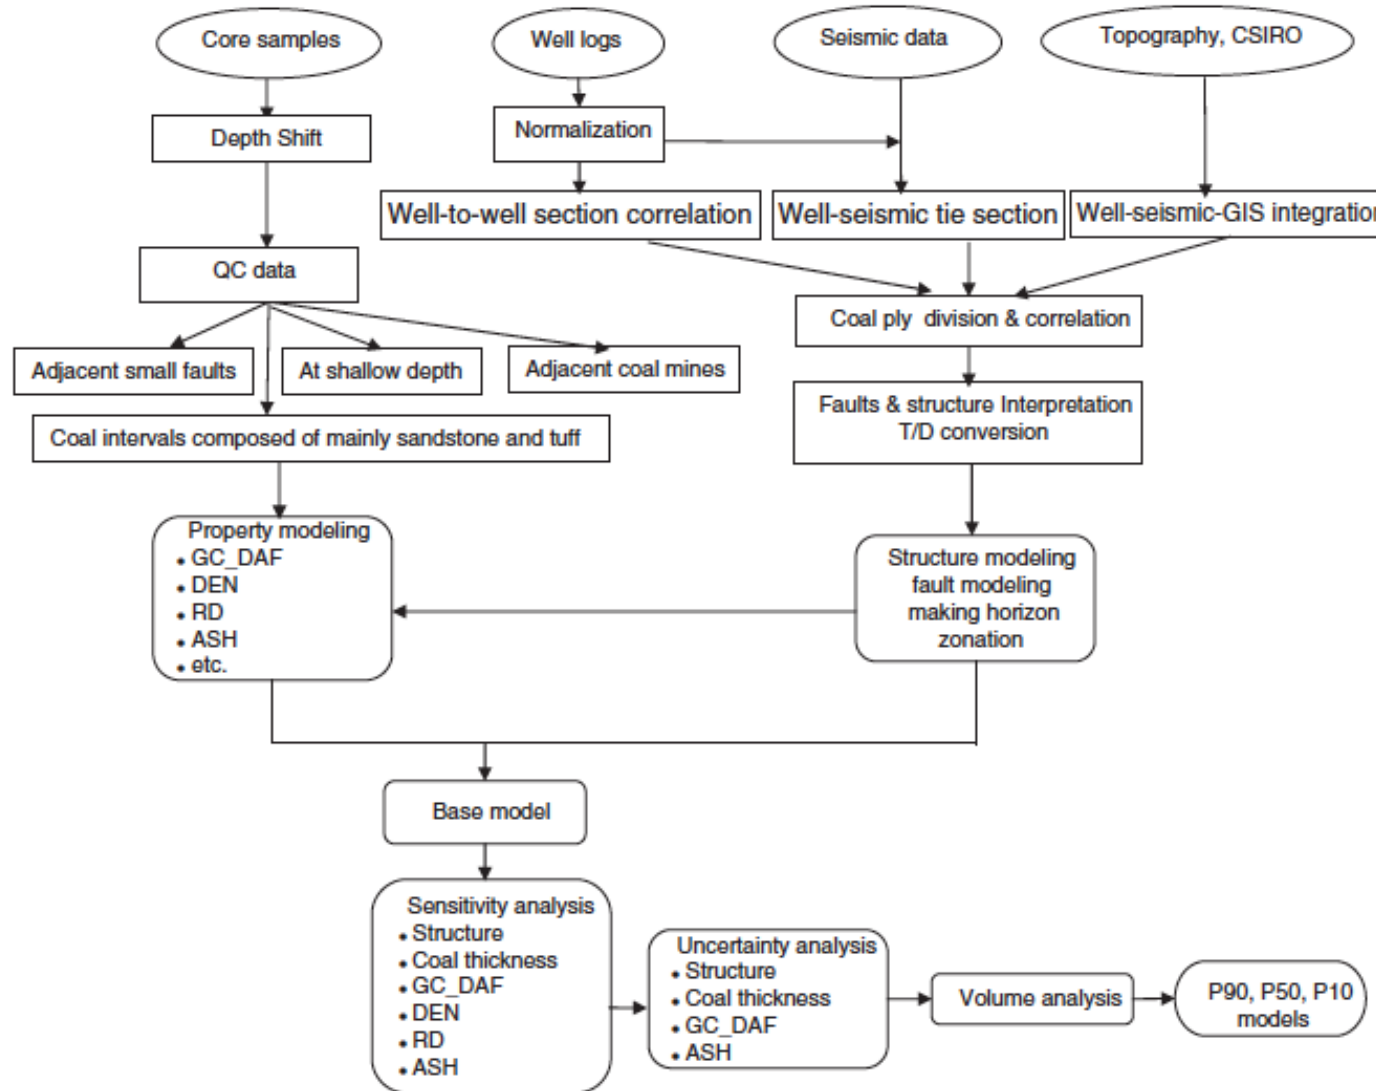 Core samples
Well logs
Seismic data
Topography, CSIRO
Depth Shift
Normalization
Well-to-well section correlation
Well-seismic tie section
Well-seismic-GIS integration
QC data
Coal ply division & correlation
Adjacent small faults
At shallow depth
Adjacent coal mines
Faults & structure Interpretation
T/D conversion
Coal intervals composed of mainly sandstone and tuff
Property modeling
• GC_DAF
• DEN
• RD
• ASH
• etc.
Structure modeling
fault modeling
making horizon
zonation
Base model
Sensitivity analysis
• Structure
• Coal thickness
• GC_DAF
• DEN
• RD
• ASH
Uncertainty analysis
• Structure
• Coal thickness
• GC_DAF
• ASH
Volume analysis
P90, P50, P10
models